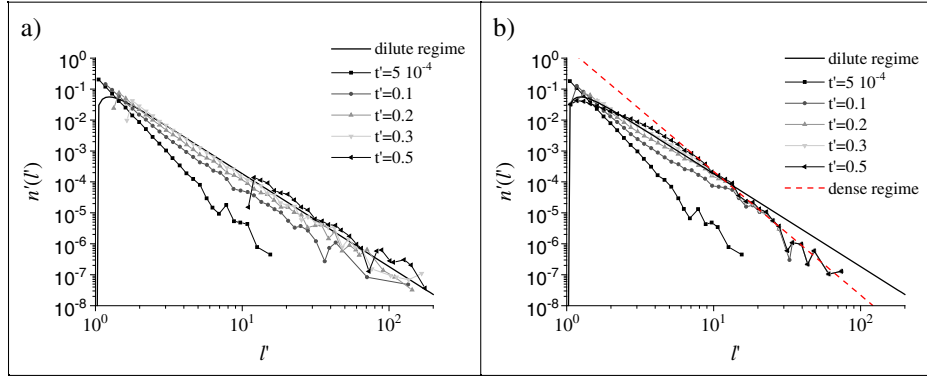 a)
dilute regime
t'=5 10⁻⁴
t'=0.1
t'=0.2
t'=0.3
t'=0.5
10⁰
10⁻¹
10⁻²
10⁻³
10⁻⁴
10⁻⁵
10⁻⁶
10⁻⁷
10⁻⁸
n'(l')
10⁰ 10¹ 10²
l'
b)
dilute regime
t'=5 10⁻⁴
t'=0.1
t'=0.2
t'=0.3
t'=0.5
dense regime
10⁰
10⁻¹
10⁻²
10⁻³
10⁻⁴
10⁻⁵
10⁻⁶
10⁻⁷
10⁻⁸
n'(l')
10⁰ 10¹ 10²
l'